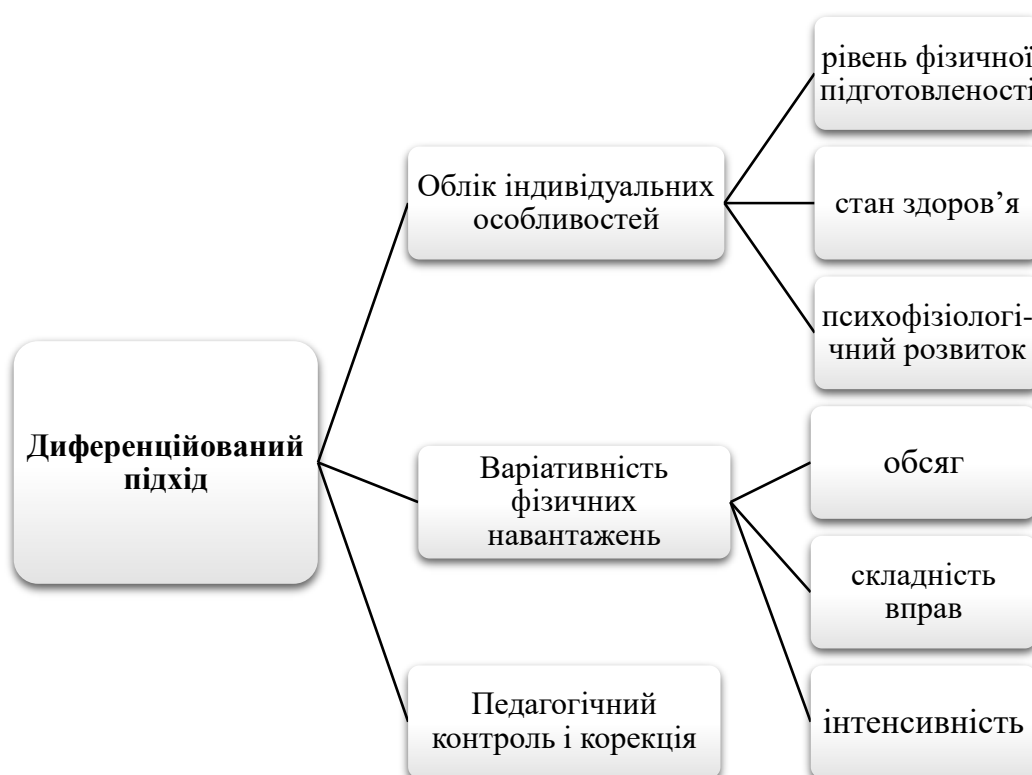 Диференційований
підхід
Облік індивідуальних
особливостей
рівень фізичної
підготовленості
стан здоров’я
психофізіологі-
чний розвиток
Варіативність
фізичних
навантажень
обсяг
складність
вправ
інтенсивність
Педагогічний
контроль і корекція